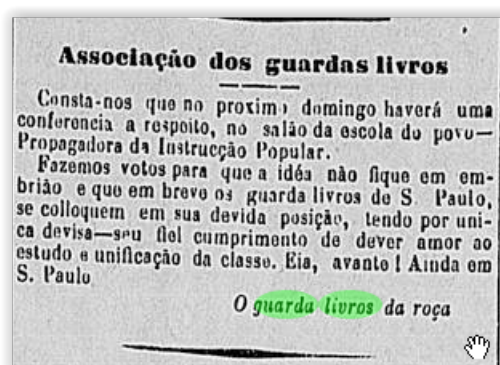 Associação dos guardas livros
Consta-nos que no proximo domingo haverá uma
conferencia a respeito, no salão da escola do povo—
Propagadora da Instrucção Popular.
Fazemos votos para que a idéa não fique em em-
brião e que em breve os guarda livros de S. Paulo,
se colloquem em sua devida posição, tendo por uni-
ca devisa—seu fiel cumprimento de dever amor ao
estudo e unificação da classe. Eia, avante! Ainda em
S. Paulo
O guarda livros da roça